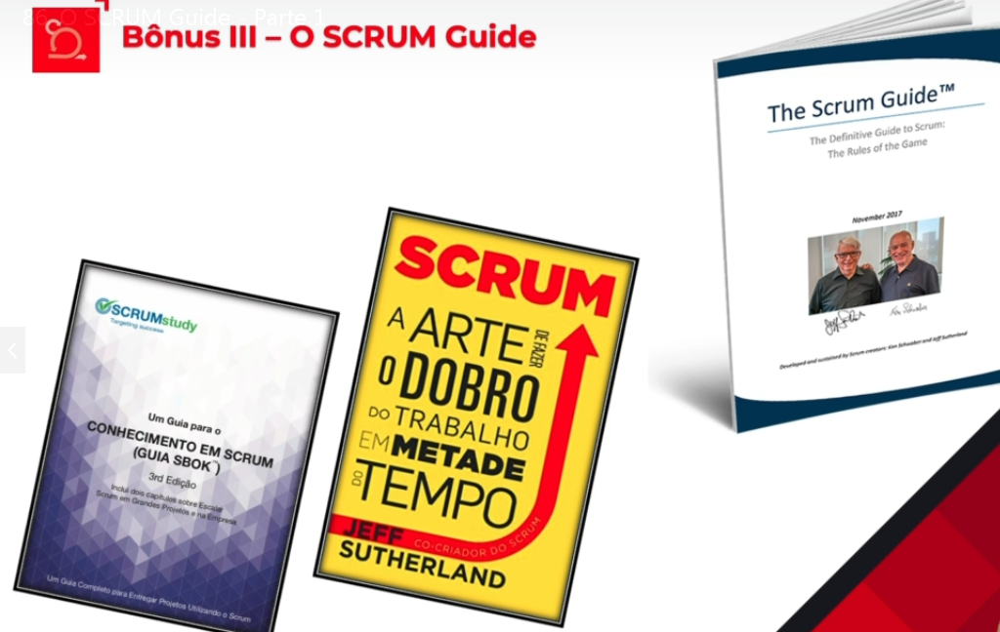 86. O SCRUM Guide - Parte 1
Bônus III – O SCRUM Guide
SCRUMstudy
Targeting success
Um Guia para o
CONHECIMENTO EM SCRUM
(GUIA SBOK™)
3rd Edição
Inclui dois capítulos sobre Escalar
Scrum em Grandes Projetos e na Empresa
Um Guia Completo para Entregar Projetos Utilizando o Scrum
SCRUM
A ARTE
DE FAZER
O DOBRO
DO TRABALHO
EM METADE
DO TEMPO
JEFF
SUTHERLAND
CO-CRIADOR DO SCRUM
The Scrum Guide™
The Definitive Guide to Scrum:
The Rules of the Game
November 2017
Developed and sustained by Scrum creators: Ken Schwaber and Jeff Sutherland